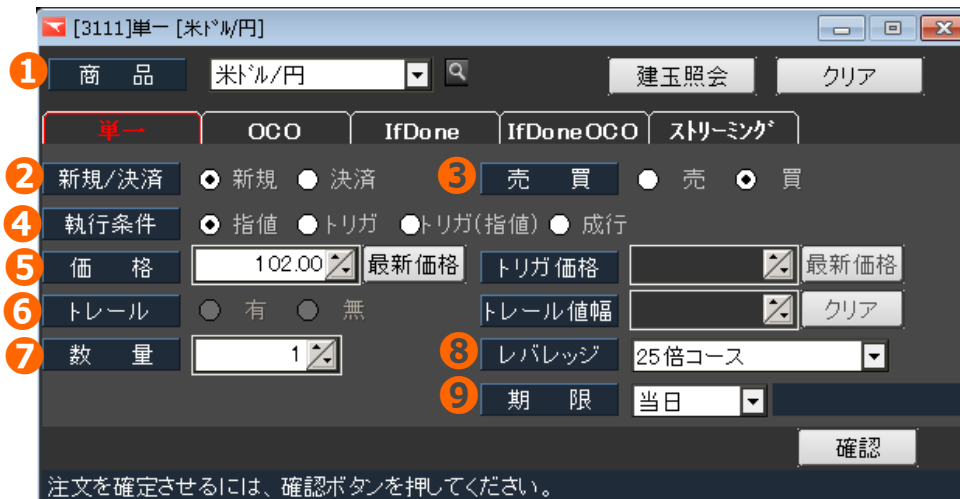 [3111]単一 [米ﾄﾞﾙ/円]
1 商 品 米ﾄﾞﾙ/円 建玉照会 クリア
単一 OCO IfDone IfDoneOCO ｽﾄﾘｰﾐﾝｸﾞ
2 新規/決済 新規 決済 3 売 買 売 買
4 執行条件 指値 トリガ トリガ(指値) 成行
5 価 格 102.00 最新価格 トリガ価格 最新価格
6 トレール 有 無 トレール値幅 クリア
7 数 量 1 8 レバレッジ 25倍コース
9 期 限 当日
確認
注文を確定させるには、確認ボタンを押してください。